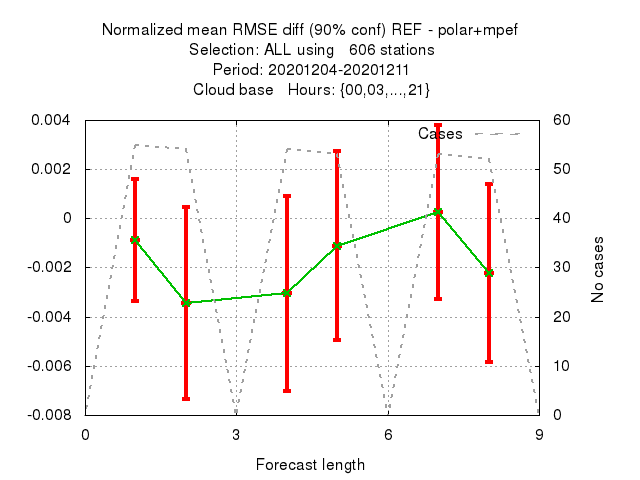 Normalized mean RMSE diff (90% conf) REF - polar+mpef
Selection: ALL using   606 stations
Period: 20201204-20201211
Cloud base   Hours: {00,03,...,21}
0.004
0.002
0
-0.002
-0.004
-0.006
-0.008
60
50
40
30
20
10
0
Cases
No cases
0
3
6
9
Forecast length